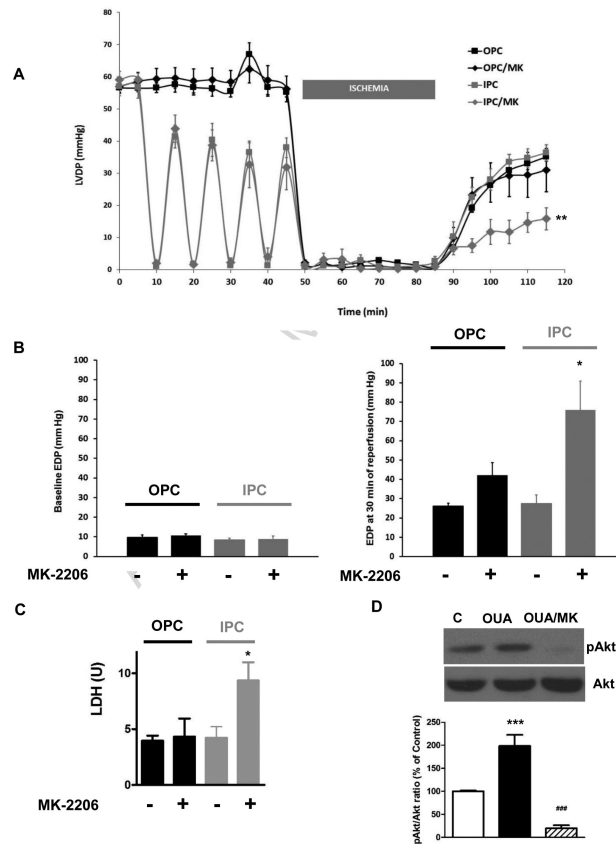 A
LVDP (mmHg)
80
70
60
50
40
30
20
10
0
0 10 20 30 40 50 60 70 80 90 100 110 120
Time (min)
ISCHEMIA
OPC
OPC/MK
IPC
IPC/MK
**
B
Baseline EDP (mm Hg)
100
90
80
70
60
50
40
30
20
10
0
OPC IPC
MK-2206 - + - +
EDP at 30 min of reperfusion (mm Hg)
100
90
80
70
60
50
40
30
20
10
0
OPC IPC
*
MK-2206 - + - +
C
OPC IPC
LDH (U)
10
5
0
*
MK-2206 - + - +
D
C OUA OUA/MK
pAkt
Akt
pAkt/Akt ratio (% of Control)
250
200
150
100
50
0
***
###